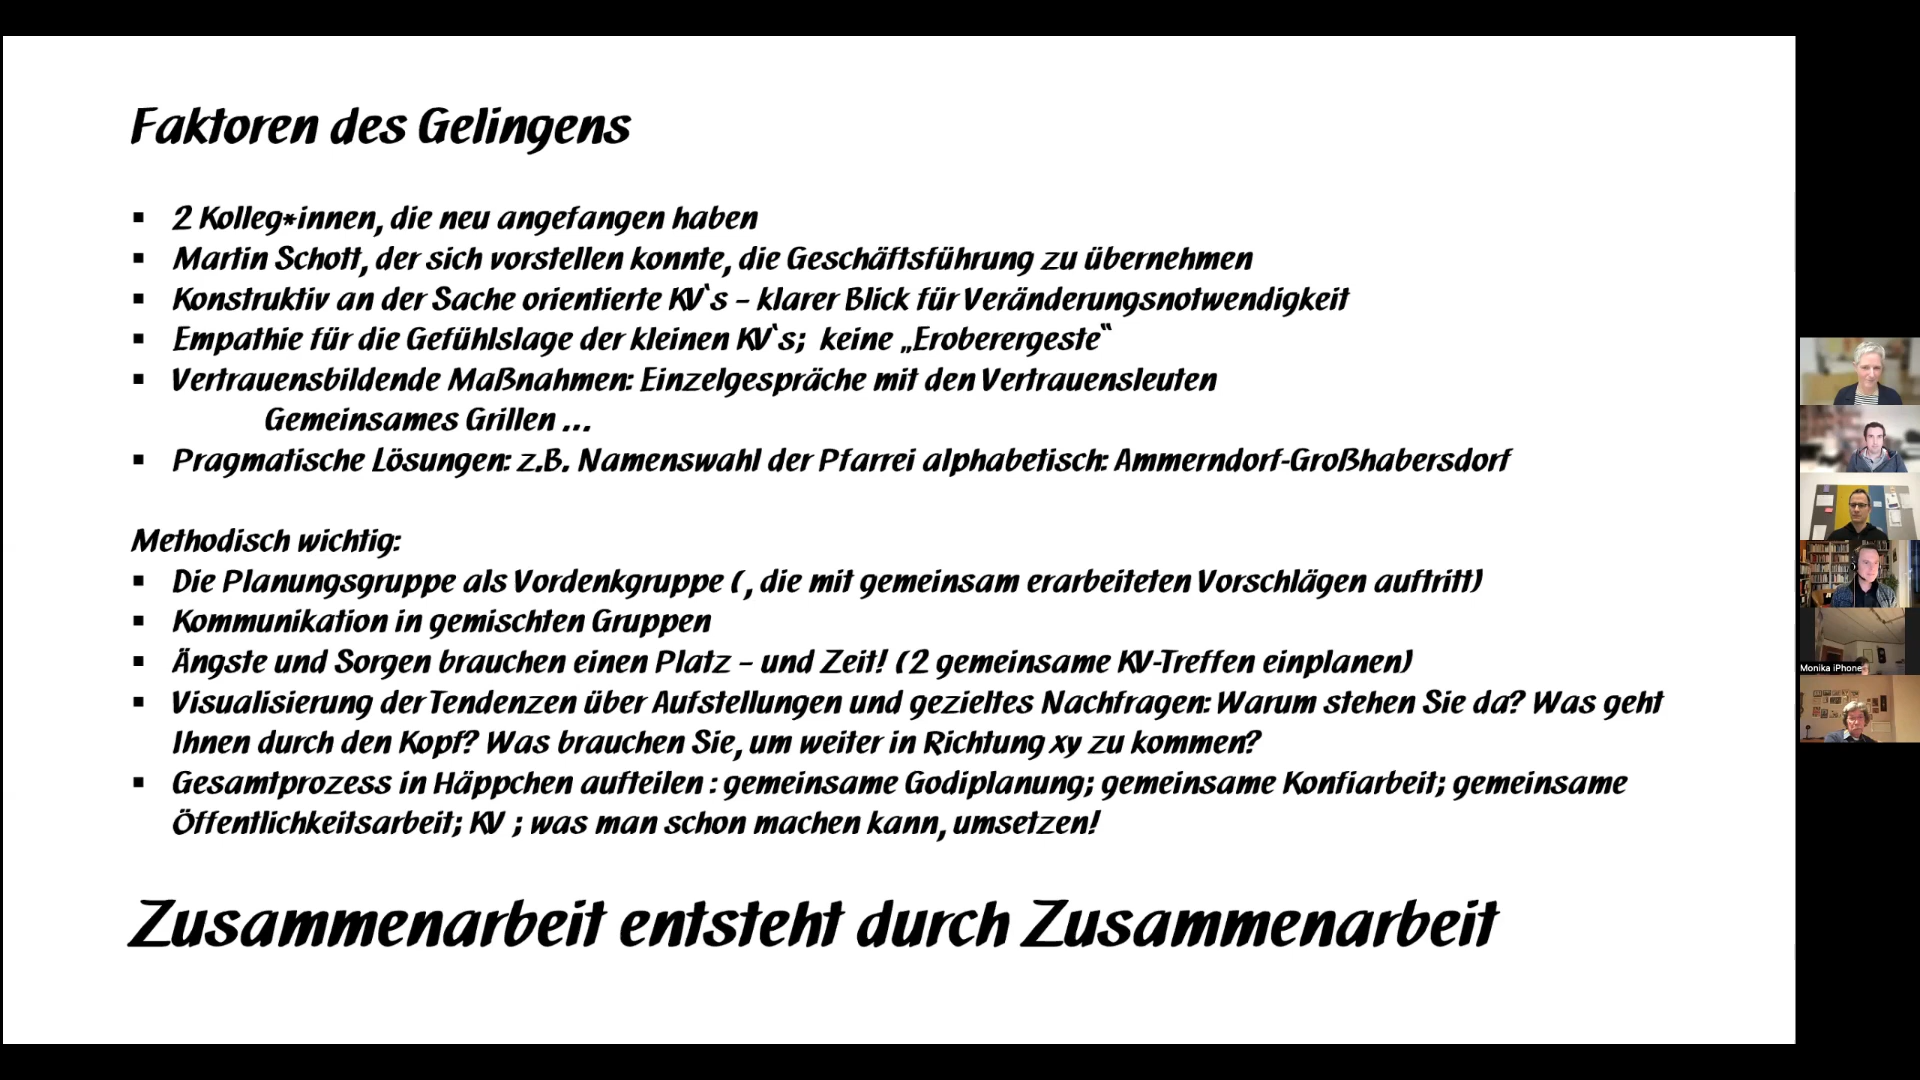 Faktoren des Gelingens
▪ 2 Kolleg*innen, die neu angefangen haben
▪ Martin Schott, der sich vorstellen konnte, die Geschäftsführung zu übernehmen
▪ Konstruktiv an der Sache orientierte KV`s – klarer Blick für Veränderungsnotwendigkeit
▪ Empathie für die Gefühlslage der kleinen KV`s; keine „Eroberergeste“
▪ Vertrauensbildende Maßnahmen: Einzelgespräche mit den Vertrauensleuten
Gemeinsames Grillen …
▪ Pragmatische Lösungen: z.B. Namenswahl der Pfarrei alphabetisch: Ammerndorf-Großhabersdorf
Methodisch wichtig:
▪ Die Planungsgruppe als Vordenkgruppe (, die mit gemeinsam erarbeiteten Vorschlägen auftritt)
▪ Kommunikation in gemischten Gruppen
▪ Ängste und Sorgen brauchen einen Platz – und Zeit! (2 gemeinsame KV-Treffen einplanen)
▪ Visualisierung der Tendenzen über Aufstellungen und gezieltes Nachfragen: Warum stehen Sie da? Was geht
Ihnen durch den Kopf? Was brauchen Sie, um weiter in Richtung xy zu kommen?
▪ Gesamtprozess in Häppchen aufteilen : gemeinsame Godiplanung; gemeinsame Konfiarbeit; gemeinsame
Öffentlichkeitsarbeit; KV ; was man schon machen kann, umsetzen!
Zusammenarbeit entsteht durch Zusammenarbeit
Monika iPhone